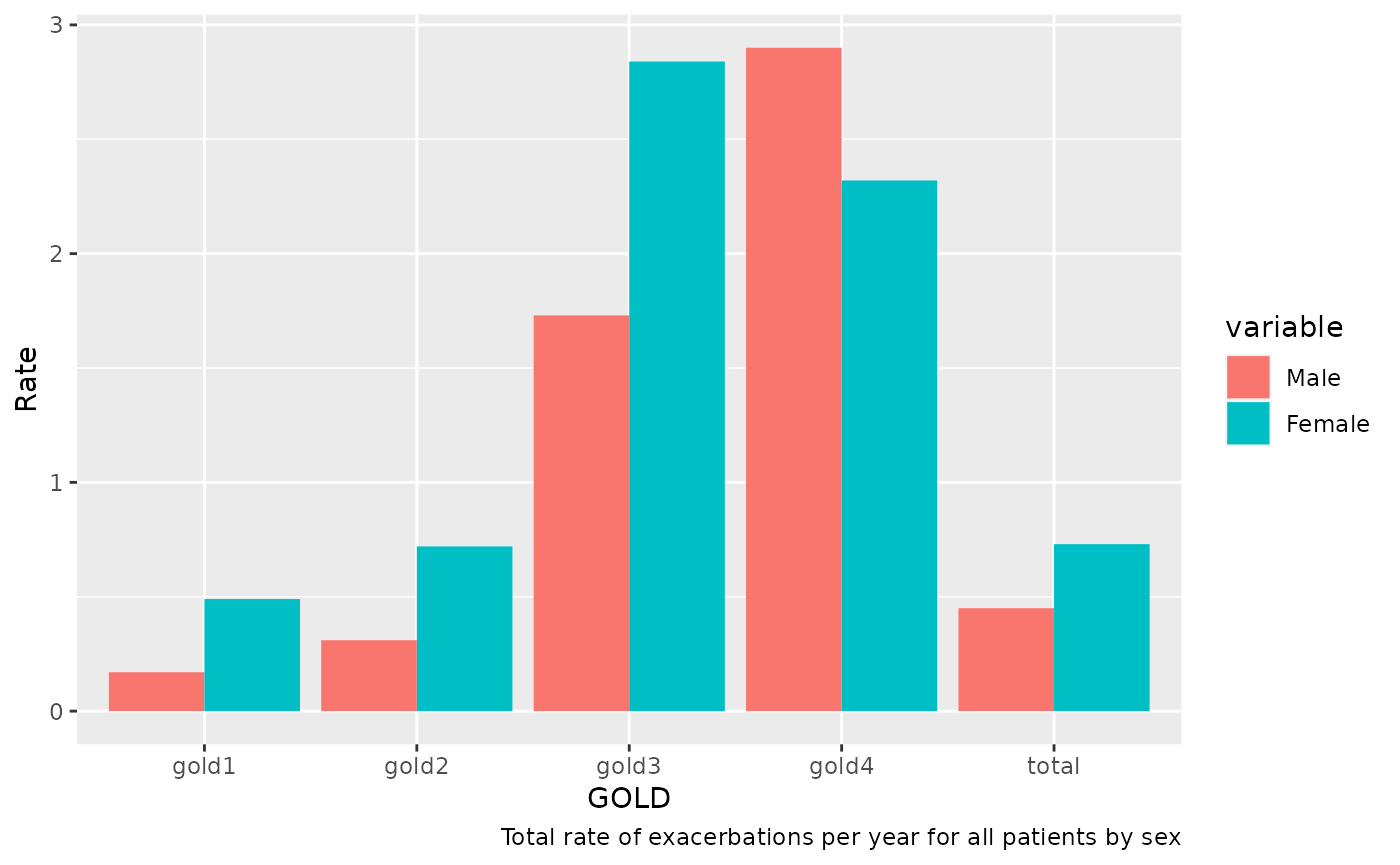 3
2
1
0
Rate
gold1 gold2 gold3 gold4 total
GOLD
Total rate of exacerbations per year for all patients by sex
variable
Male
Female